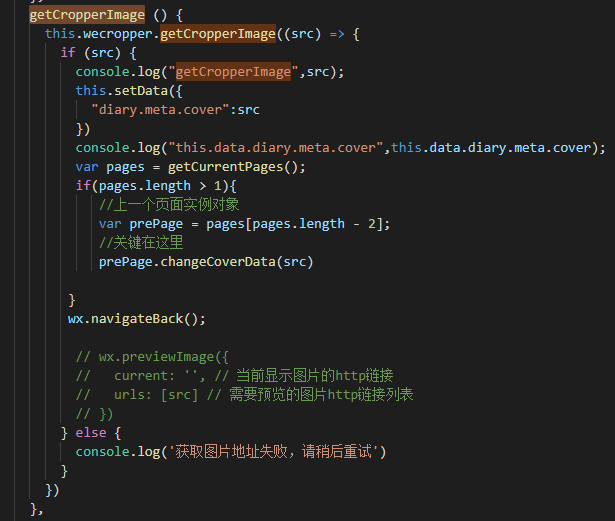 getCropperImage () {
this.wecropper.getCropperImage((src) => {
if (src) {
console.log("getCropperImage",src);
this.setData({
"diary.meta.cover":src
})
console.log("this.data.diary.meta.cover",this.data.diary.meta.cover);
var pages = getCurrentPages();
if(pages.length > 1){
//上一个页面实例对象
var prePage = pages[pages.length - 2];
//关键在这里
prePage.changeCoverData(src)
}
wx.navigateBack();
// wx.previewImage({
//   current: '', // 当前显示图片的http链接
//   urls: [src] // 需要预览的图片http链接列表
// })
} else {
console.log('获取图片地址失败，请稍后重试')
}
})
},